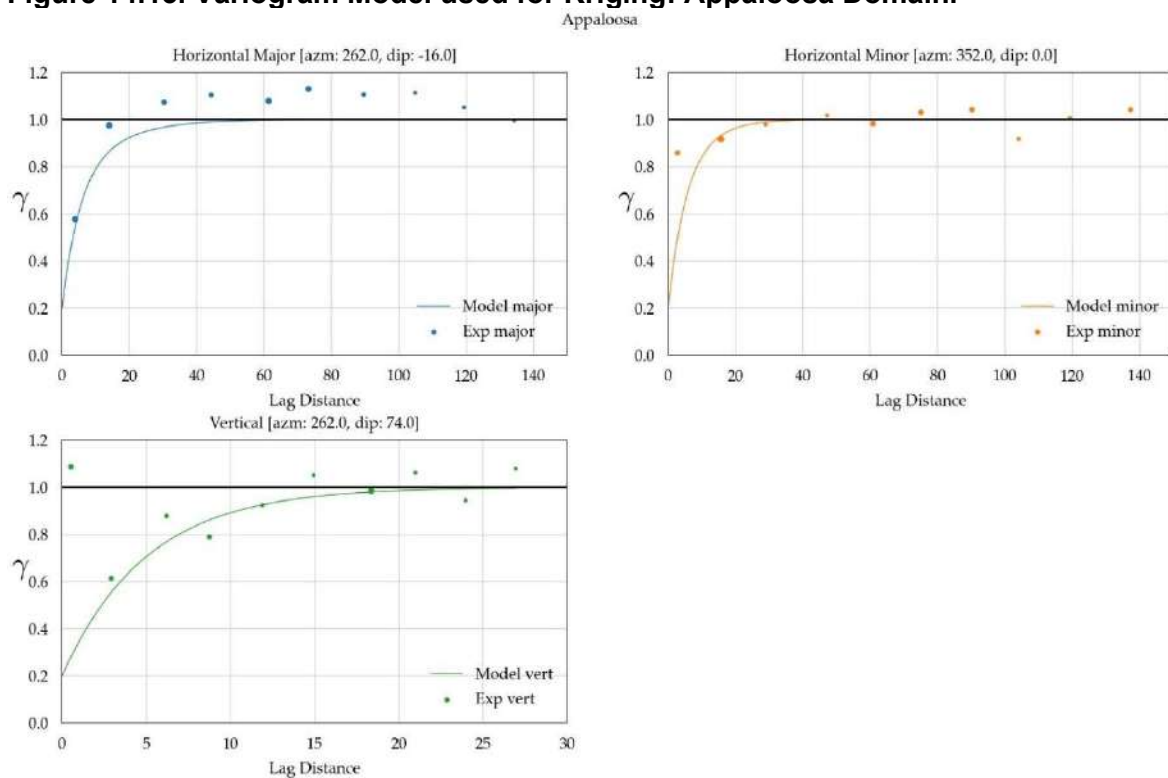 Figure 14.16: Variogram Model used for Kriging: Appaloosa Domain.
Appaloosa
Horizontal Major [azm: 262.0, dip: -16.0]
1.2
1.0
0.8
0.6
0.4
0.2
0.0
γ
Model major
Exp major
0 20 40 60 80 100 120 140
Lag Distance
Horizontal Minor [azm: 352.0, dip: 0.0]
1.2
1.0
0.8
0.6
0.4
0.2
0.0
γ
Model minor
Exp minor
0 20 40 60 80 100 120 140
Lag Distance
Vertical [azm: 262.0, dip: 74.0]
1.2
1.0
0.8
0.6
0.4
0.2
0.0
γ
Model vert
Exp vert
0 5 10 15 20 25 30
Lag Distance